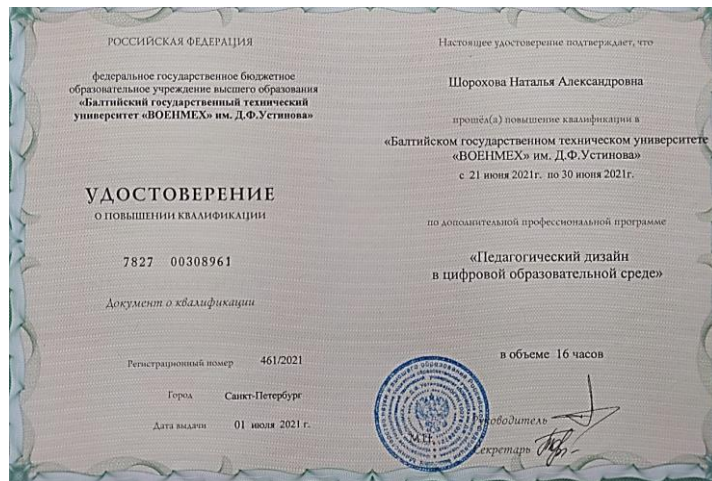 РОССИЙСКАЯ ФЕДЕРАЦИЯ
федеральное государственное бюджетное
образовательное учреждение высшего образования
«Балтийский государственный технический
университет «ВОЕНМЕХ» им. Д.Ф.Устинова»
УДОСТОВЕРЕНИЕ
О ПОВЫШЕНИИ КВАЛИФИКАЦИИ
7827 00308961
Документ о квалификации
Регистрационный номер 461/2021
Город Санкт-Петербург
Дата выдачи 01 июля 2021 г.
Настоящее удостоверение подтверждает, что
Шорохова Наталья Александровна
прошёл(а) повышение квалификации в
«Балтийском государственном техническом университете
«ВОЕНМЕХ» им. Д.Ф.Устинова»
с 21 июня 2021г. по 30 июня 2021г.
по дополнительной профессиональной программе
«Педагогический дизайн
в цифровой образовательной среде»
в объеме 16 часов
Руководитель
М.П.
Секретарь